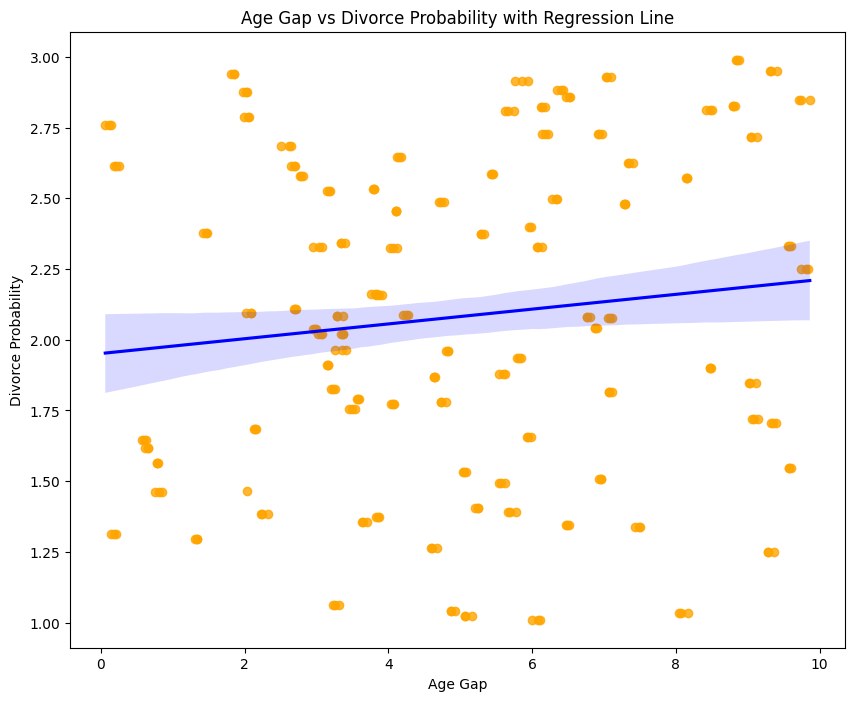 Age Gap vs Divorce Probability with Regression Line
3.00
2.75
2.50
2.25
2.00
1.75
1.50
1.25
1.00
Divorce Probability
0 2 4 6 8 10
Age Gap